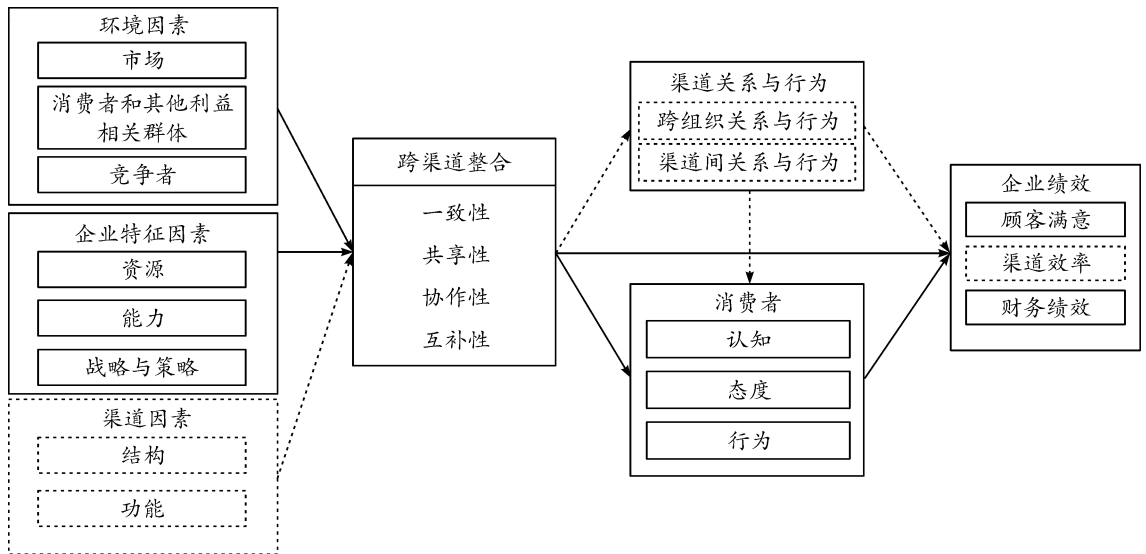 环境因素
市场
消费者和其他利益
相关群体
竞争者
企业特征因素
资源
能力
战略与策略
渠道因素
结构
功能
跨渠道整合
一致性
共享性
协作性
互补性
渠道关系与行为
跨组织关系与行为
渠道间关系与行为
消费者
认知
态度
行为
企业绩效
顾客满意
渠道效率
财务绩效